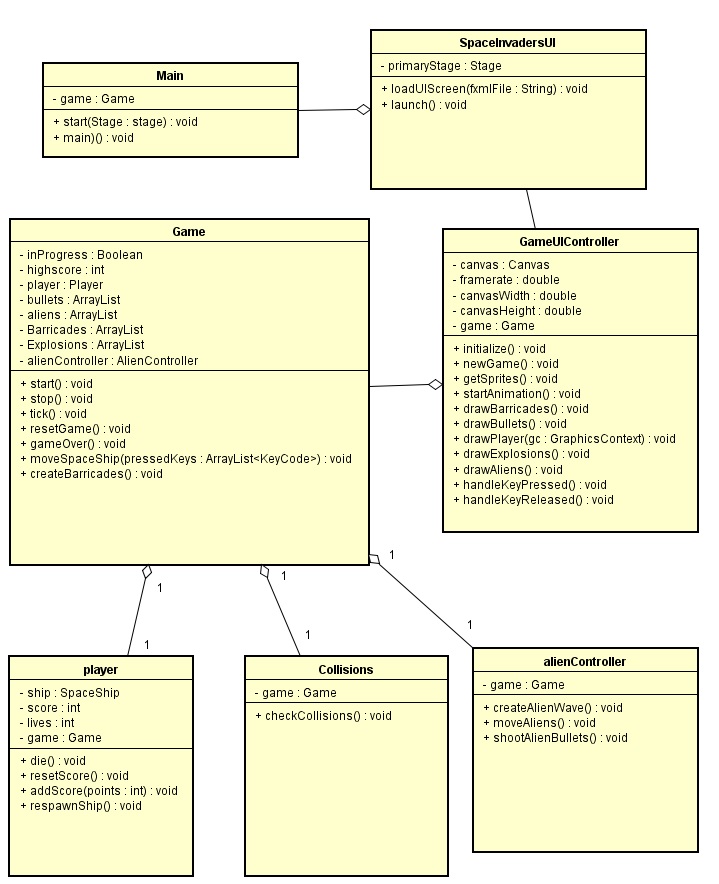 SpaceInvadersUI
- primaryStage : Stage
+ loadUIScreen(fxmlFile : String) : void
+ launch() : void
Main
- game : Game
+ start(Stage : stage) : void
+ main)() : void
Game
- inProgress : Boolean
- highscore : int
- player : Player
- bullets : ArrayList
- aliens : ArrayList
- Barricades : ArrayList
- Explosions : ArrayList
- alienController : AlienController
+ start() : void
+ stop() : void
+ tick() : void
+ resetGame() : void
+ gameOver() : void
+ moveSpaceShip(pressedKeys : ArrayList<KeyCode>) : void
+ createBarricades() : void
GameUIController
- canvas : Canvas
- framerate : double
- canvasWidth : double
- canvasHeight : double
- game : Game
+ initialize() : void
+ newGame() : void
+ getSprites() : void
+ startAnimation() : void
+ drawBarricades() : void
+ drawBullets() : void
+ drawPlayer(gc : GraphicsContext) : void
+ drawExplosions() : void
+ drawAliens() : void
+ handleKeyPressed() : void
+ handleKeyReleased() : void
1
1
1
1
1
1
player
- ship : SpaceShip
- score : int
- lives : int
- game : Game
+ die() : void
+ resetScore() : void
+ addScore(points : int) : void
+ respawnShip() : void
Collisions
- game : Game
+ checkCollisions() : void
alienController
- game : Game
+ createAlienWave() : void
+ moveAliens() : void
+ shootAlienBullets() : void